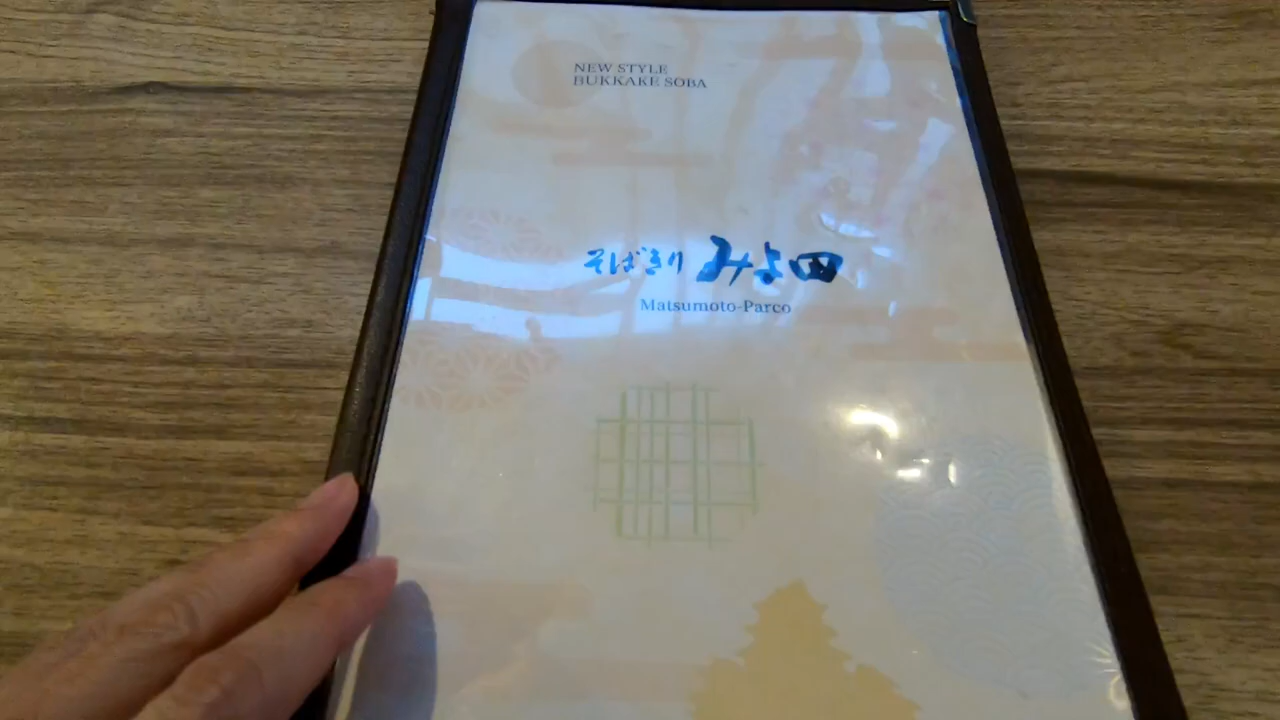 NEW STYLE
BUKKAKE SOBA
そばきり みよ田
Matsumoto-Parco